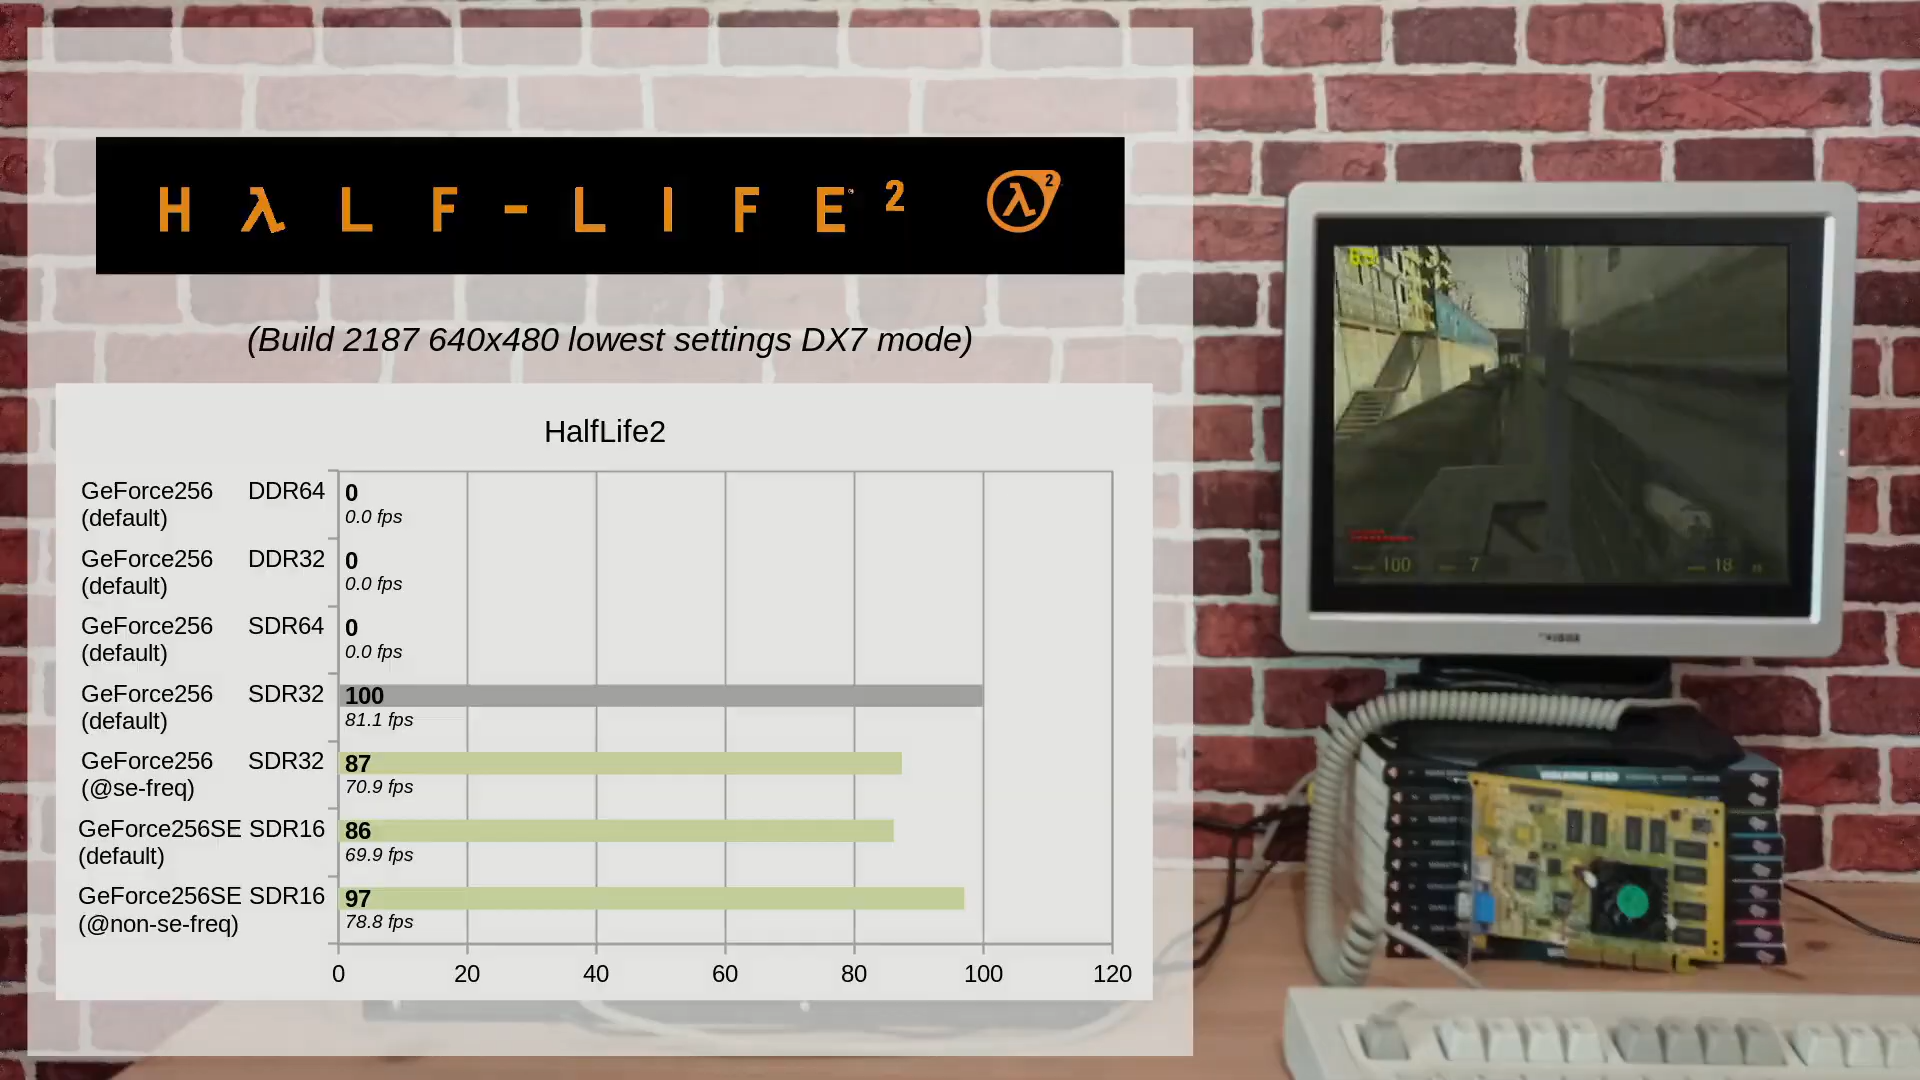 HλLF-LIFE 2
(Build 2187 640x480 lowest settings DX7 mode)
HalfLife2
GeForce256 DDR64
(default)
0
0.0 fps
GeForce256 DDR32
(default)
0
0.0 fps
GeForce256 SDR64
(default)
0
0.0 fps
GeForce256 SDR32
(default)
100
81.1 fps
GeForce256 SDR32
(@se-freq)
87
70.9 fps
GeForce256SE SDR16
(default)
86
69.9 fps
GeForce256SE SDR16
(@non-se-freq)
97
78.8 fps
0 20 40 60 80 100 120
100 7 18